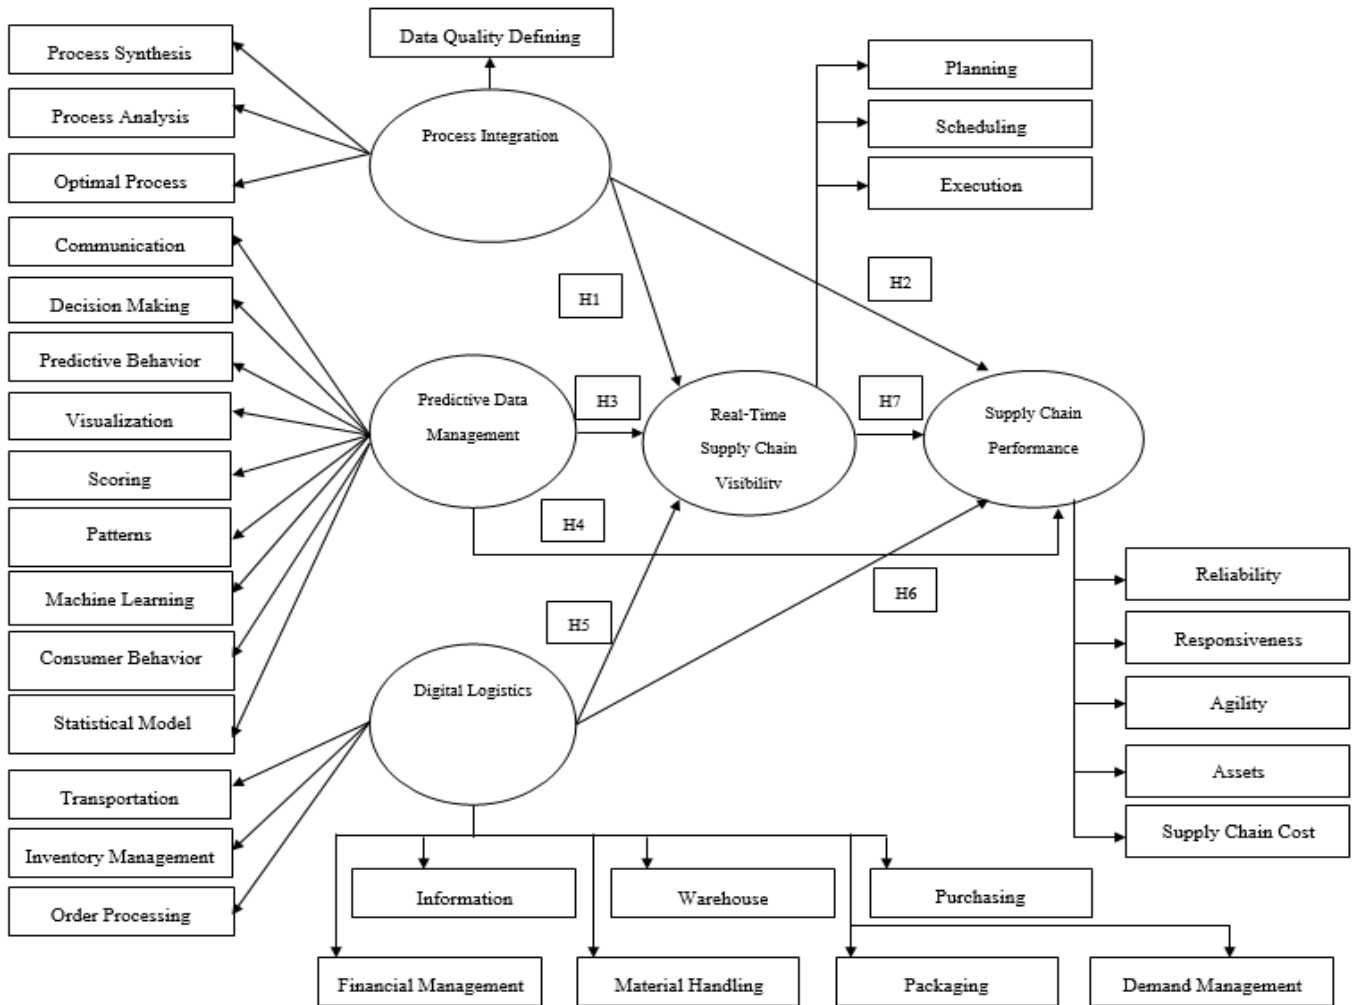 Data Quality Defining
Process Synthesis
Process Analysis
Optimal Process
Communication
Decision Making
Predictive Behavior
Visualization
Scoring
Patterns
Machine Learning
Consumer Behavior
Statistical Model
Transportation
Inventory Management
Order Processing
Process Integration
Predictive Data
Management
Digital Logistics
H1
H2
H3
H4
H5
H6
H7
Real-Time
Supply Chain
Visibility
Supply Chain
Performance
Planning
Scheduling
Execution
Reliability
Responsiveness
Agility
Assets
Supply Chain Cost
Information
Warehouse
Purchasing
Financial Management
Material Handling
Packaging
Demand Management